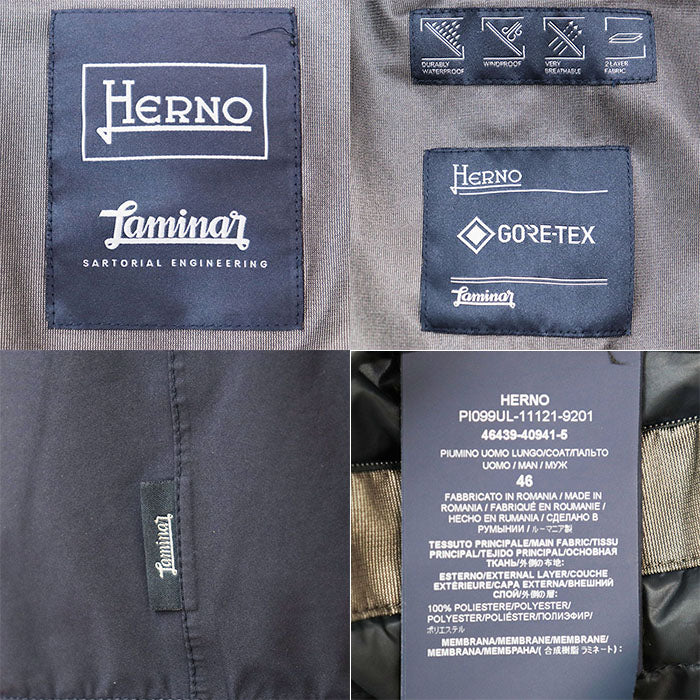 HERNO
Laminar
SARTORIAL ENGINEERING
DURABLY WATERPROOF
WINDPROOF
VERY BREATHABLE
2 LAYER FABRIC
HERNO
GORE-TEX
Laminar
Laminar
HERNO
PI099UL-11121-9201
46439-40941-5
PIUMINO UOMO LUNGO/COAT/ПАЛЬТО
UOMO / MAN / МУЖ
46
FABBRICATO IN ROMANIA / MADE IN
ROMANIA / FABRIQUÉ EN ROUMANIE /
HECHO EN RUMANIA / СДЕЛАНО В
РУМЫНИИ / ルーマニア製
TESSUTO PRINCIPALE/MAIN FABRIC/TISSU
PRINCIPAL/TEJIDO PRINCIPAL/ОСНОВНАЯ
ТКАНЬ/外側の布地:
ESTERNO/EXTERNAL LAYER/COUCHE
EXTÉRIEURE/CAPA EXTERNA/ВНЕШНИЙ
СЛОЙ/外側の層:
100% POLIESTERE/POLYESTER/
POLYESTER/POLIÉSTER/ПОЛИЭФИР/
ポリエステル
MEMBRANA/MEMBRANE/MEMBRANE/
MEMBRANA/МЕМБРАНА/( 合成樹脂 ラミネート ):